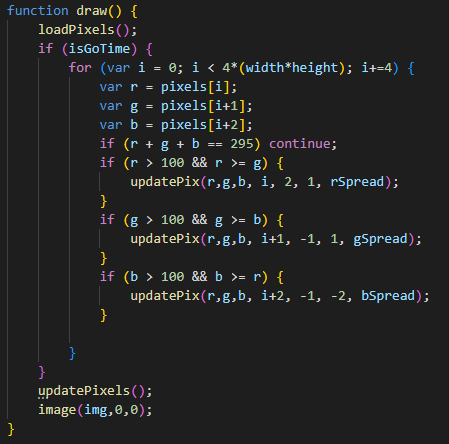 function draw() {
    loadPixels();
    if (isGoTime) {
        for (var i = 0; i < 4*(width*height); i+=4) {
            var r = pixels[i];
            var g = pixels[i+1];
            var b = pixels[i+2];
            if (r + g + b == 295) continue;
            if (r > 100 && r >= g) {
                updatePix(r,g,b, i, 2, 1, rSpread);
            }
            if (g > 100 && g >= b) {
                updatePix(r,g,b, i+1, -1, 1, gSpread);
            }
            if (b > 100 && b >= r) {
                updatePix(r,g,b, i+2, -1, -2, bSpread);
            }

        }
    }
    updatePixels();
    image(img,0,0);
}